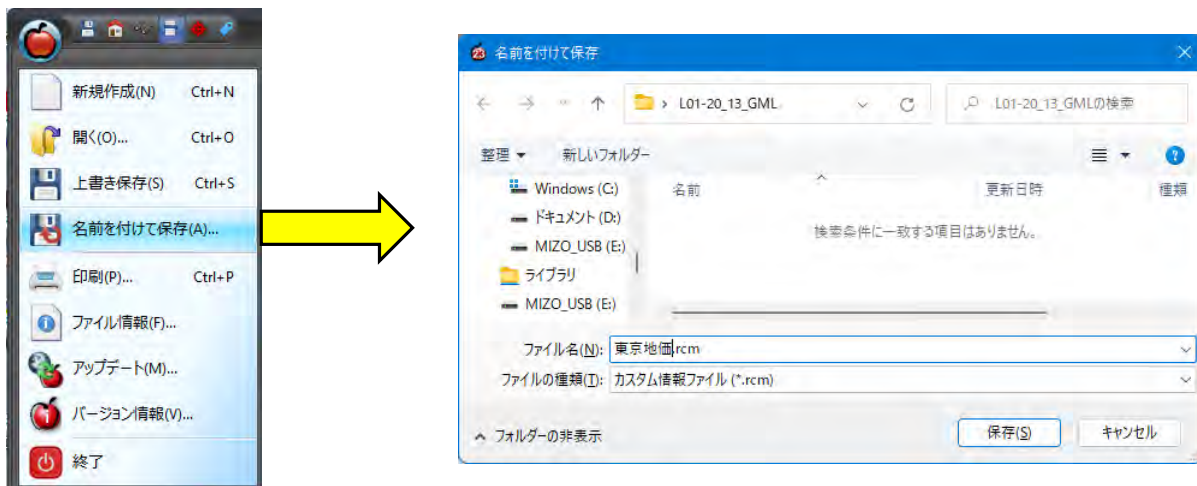 新規作成(N) Ctrl+N
開く(O)... Ctrl+O
上書き保存(S) Ctrl+S
名前を付けて保存(A)...
印刷(P)... Ctrl+P
ファイル情報(F)...
アップデート(M)...
バージョン情報(V)...
終了
名前を付けて保存
L01-20_13_GML
L01-20_13_GMLの検索
整理 新しいフォルダー
名前 更新日時 種類
検索条件に一致する項目はありません。
Windows (C:)
ドキュメント (D:)
MIZO_USB (E:)
ライブラリ
MIZO_USB (E:)
ファイル名(N): 東京地価.rcm
ファイルの種類(T): カスタム情報ファイル (*.rcm)
フォルダーの非表示
保存(S) キャンセル